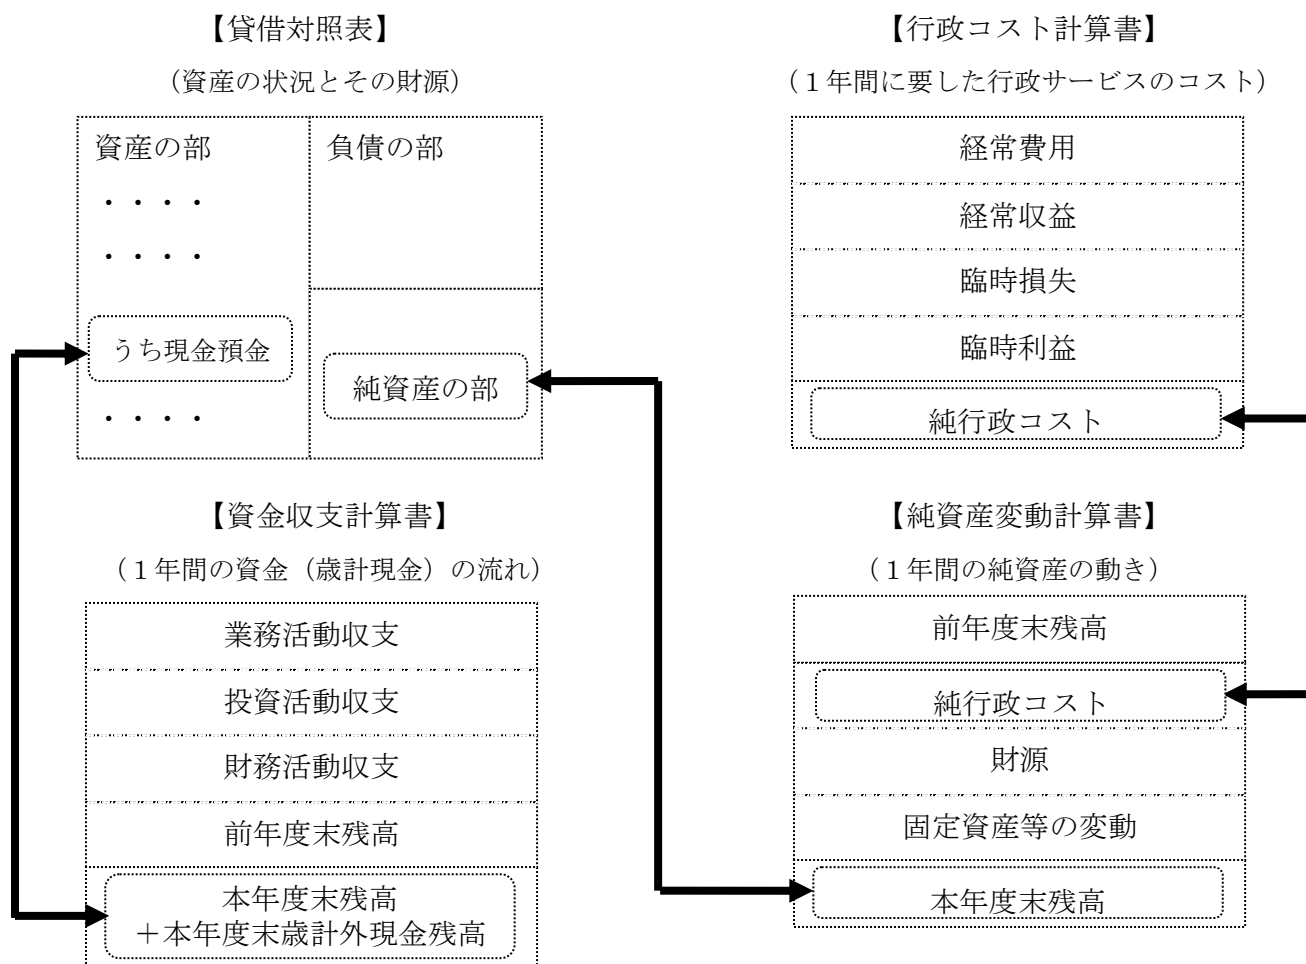 【貸借対照表】
（資産の状況とその財源）
資産の部
負債の部
・・・・
・・・・
うち現金預金
純資産の部
・・・・
【行政コスト計算書】
（１年間に要した行政サービスのコスト）
経常費用
経常収益
臨時損失
臨時利益
純行政コスト
【資金収支計算書】
（１年間の資金（歳計現金）の流れ）
業務活動収支
投資活動収支
財務活動収支
前年度末残高
本年度末残高
＋本年度末歳計外現金残高
【純資産変動計算書】
（１年間の純資産の動き）
前年度末残高
純行政コスト
財源
固定資産等の変動
本年度末残高